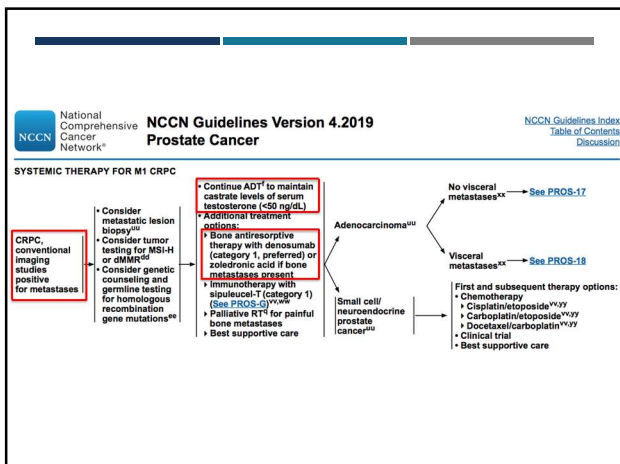 NCCN
National
Comprehensive
Cancer
Network®
NCCN Guidelines Version 4.2019
Prostate Cancer
NCCN Guidelines Index
Table of Contents
Discussion
SYSTEMIC THERAPY FOR M1 CRPC
CRPC,
conventional
imaging
studies
positive
for metastases
• Consider
metastatic lesion
biopsyuu
• Consider tumor
testing for MSI-H
or dMMRdd
• Consider genetic
counseling and
germline testing
for homologous
recombination
gene mutationsee
• Continue ADTf to maintain
castrate levels of serum
testosterone (<50 ng/dL)
• Additional treatment
options:
▸ Bone antiresorptive
therapy with denosumab
(category 1, preferred) or
zoledronic acid if bone
metastases present
▸ Immunotherapy with
sipuleucel-T (category 1)
(See PROS-G)vv,ww
▸ Palliative RTq for painful
bone metastases
▸ Best supportive care
Adenocarcinomauu
No visceral
metastasesxx
See PROS-17
Visceral
metastasesxx
See PROS-18
Small cell/
neuroendocrine
prostate
canceruu
First and subsequent therapy options:
• Chemotherapy
▸ Cisplatin/etoposidevv,yy
▸ Carboplatin/etoposidevv,yy
▸ Docetaxel/carboplatinvv,yy
• Clinical trial
• Best supportive care